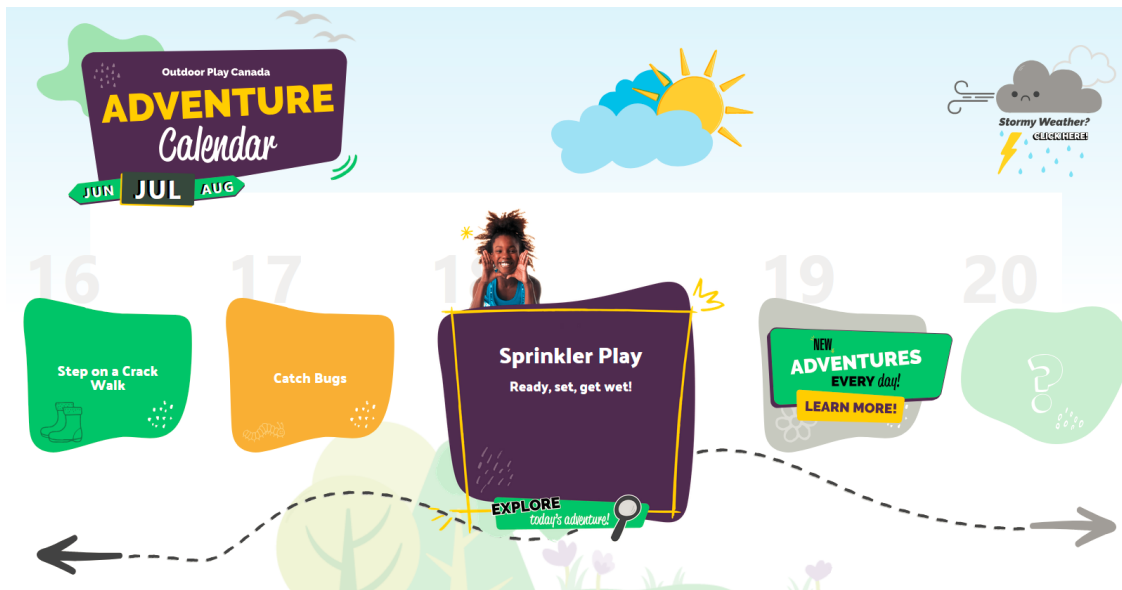 Outdoor Play Canada
ADVENTURE
Calendar
JUN JUL AUG
Stormy Weather?
CLICK HERE!
16 17 18 19 20
Step on a Crack
Walk
Catch Bugs
Sprinkler Play
Ready, set, get wet!
NEW
ADVENTURES
EVERY day!
LEARN MORE!
?
EXPLORE
today's adventure!